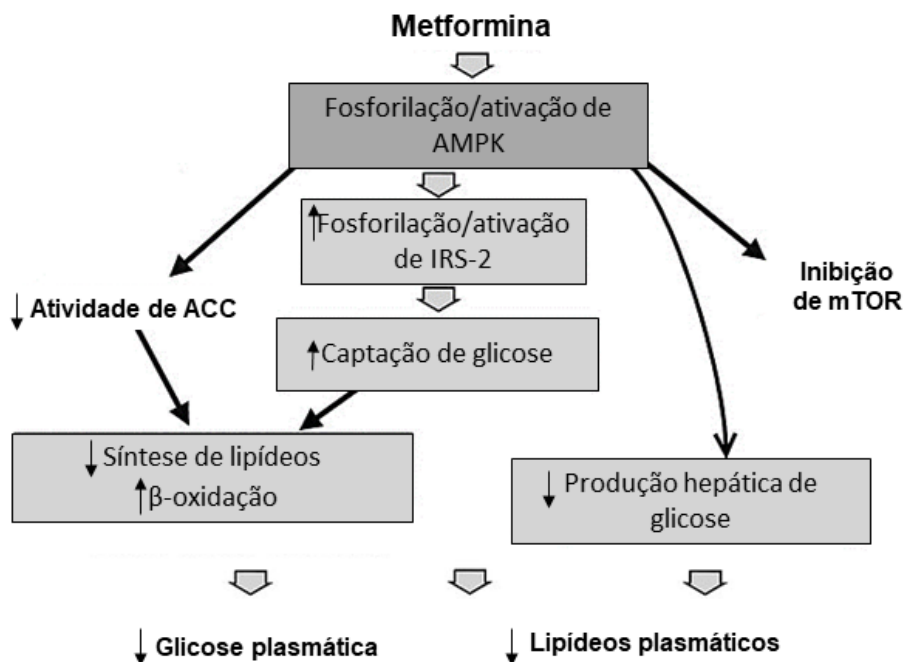 Metformina
Fosforilação/ativação de
AMPK
↑Fosforilação/ativação
de IRS-2
↓ Atividade de ACC
Inibição
de mTOR
↑Captação de glicose
↓ Síntese de lipídeos
↑β-oxidação
↓ Produção hepática de
glicose
↓ Glicose plasmática
↓ Lipídeos plasmáticos